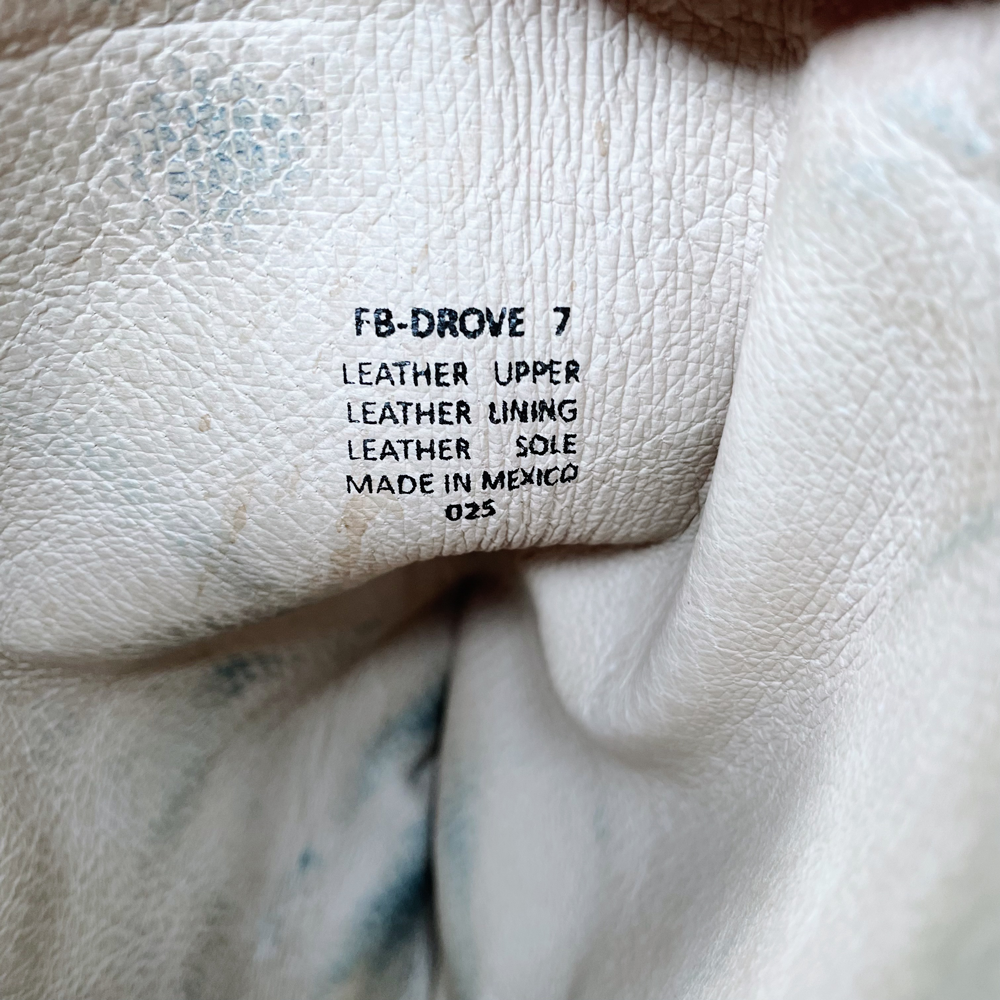 FB-DROVE 7
LEATHER UPPER
LEATHER LINING
LEATHER SOLE
MADE IN MEXICO
025